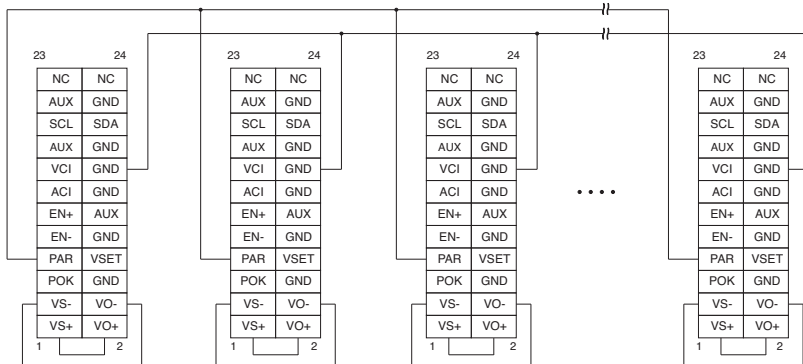 23 24 23 24 23 24 23 24
NC NC NC NC NC NC NC NC
AUX GND AUX GND AUX GND AUX GND
SCL SDA SCL SDA SCL SDA SCL SDA
AUX GND AUX GND AUX GND AUX GND
VCI GND VCI GND VCI GND VCI GND
ACI GND ACI GND ACI GND ACI GND
EN+ AUX EN+ AUX EN+ AUX EN+ AUX
EN- GND EN- GND EN- GND EN- GND
PAR VSET PAR VSET PAR VSET PAR VSET
POK GND POK GND POK GND POK GND
VS- VO- VS- VO- VS- VO- VS- VO-
VS+ VO+ VS+ VO+ VS+ VO+ VS+ VO+
1 2 1 2 1 2 1 2